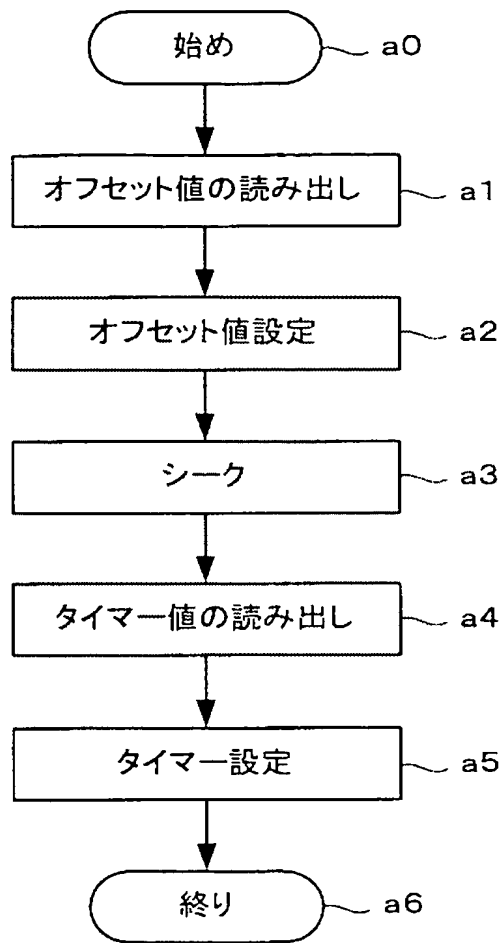 始め a0
オフセット値の読み出し a1
オフセット値設定 a2
シーク a3
タイマー値の読み出し a4
タイマー設定 a5
終り a6